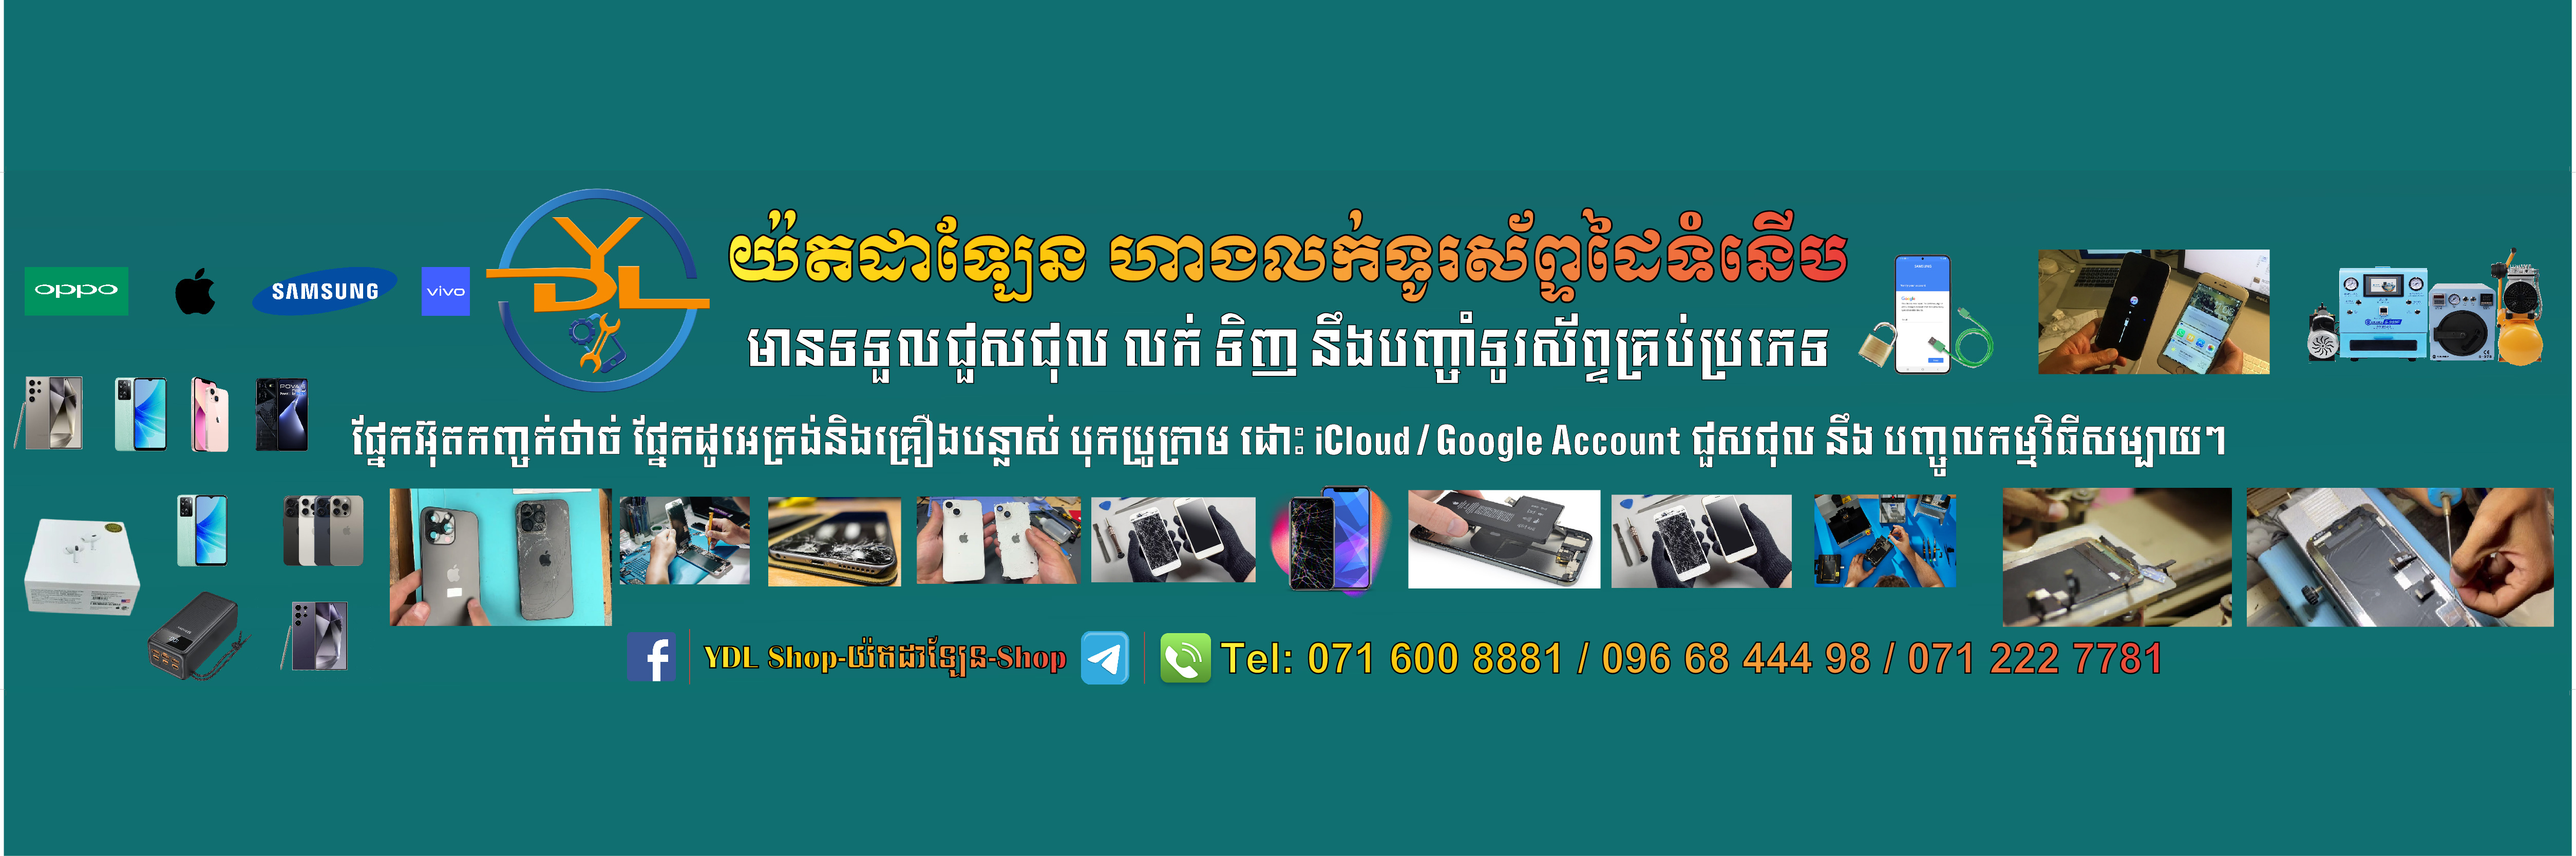 oppo
SAMSUNG
vivo
YDL
យ៉តដាឡែន ហាងលក់ទូរស័ព្ទដៃទំនើប
មានទទួលជួសជុល លក់ ទិញ នឹងបញ្ចាំទូរស័ព្ទគ្រប់ប្រភេទ
ផ្នែកអ៊ុតកញ្ចក់ថាច់ ផ្នែកដូរអេក្រង់និងគ្រឿងបន្លាស់ បុកប្រូក្រាម ដោះ iCloud / Google Account ជួសជុល នឹង បញ្ចូលកម្មវិធីសម្បាយៗ
YDL Shop-យ៉តដារឡែន-Shop
Tel: 071 600 8881 / 096 68 444 98 / 071 222 7781